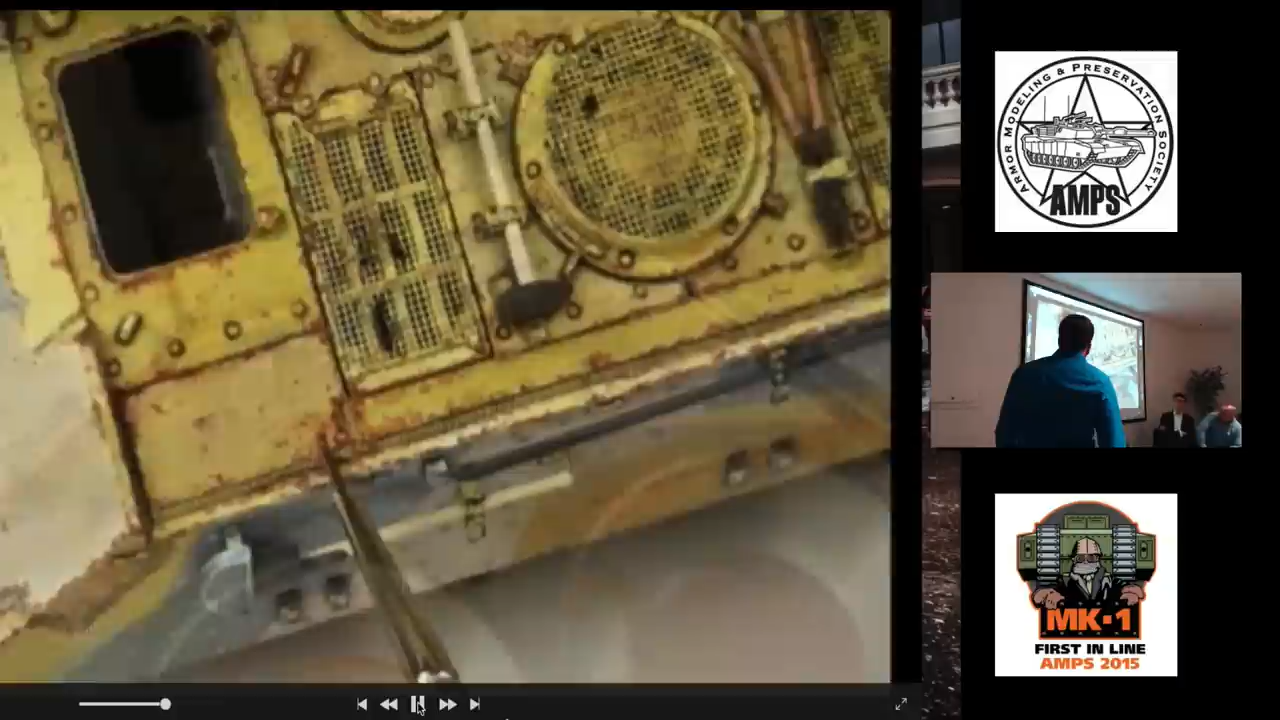 ARMOR MODELING & PRESERVATION SOCIETY
AMPS
MK-1
FIRST IN LINE
AMPS 2015